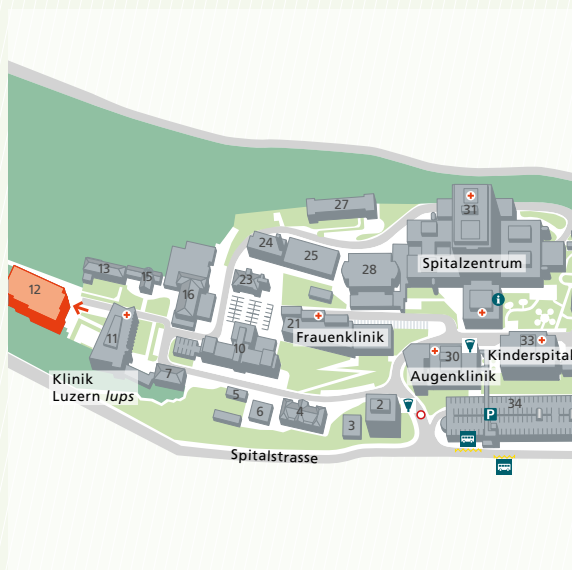 27
31
24
25
28
Spitalzentrum
13
15
12
16
23
i
21
Frauenklinik
33
Kinderspital
11
10
30
Augenklinik
7
Klinik
Luzern lups
5
6
4
2
3
34
P
Spitalstrasse